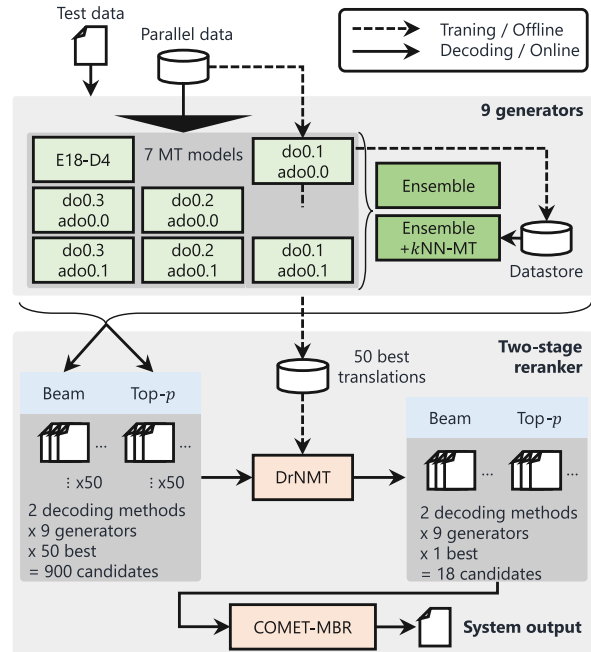 Test data
Parallel data
Traning / Offline
Decoding / Online
9 generators
E18-D4
7 MT models
do0.1
ado0.0
do0.3
ado0.0
do0.2
ado0.0
do0.3
ado0.1
do0.2
ado0.1
do0.1
ado0.1
Ensemble
Ensemble
+kNN-MT
Datastore
50 best
translations
Two-stage
reranker
Beam
Top-p
...
...
⋮ x50
⋮ x50
2 decoding methods
x 9 generators
x 50 best
= 900 candidates
DrNMT
Beam
Top-p
...
...
2 decoding methods
x 9 generators
x 1 best
= 18 candidates
COMET-MBR
System output